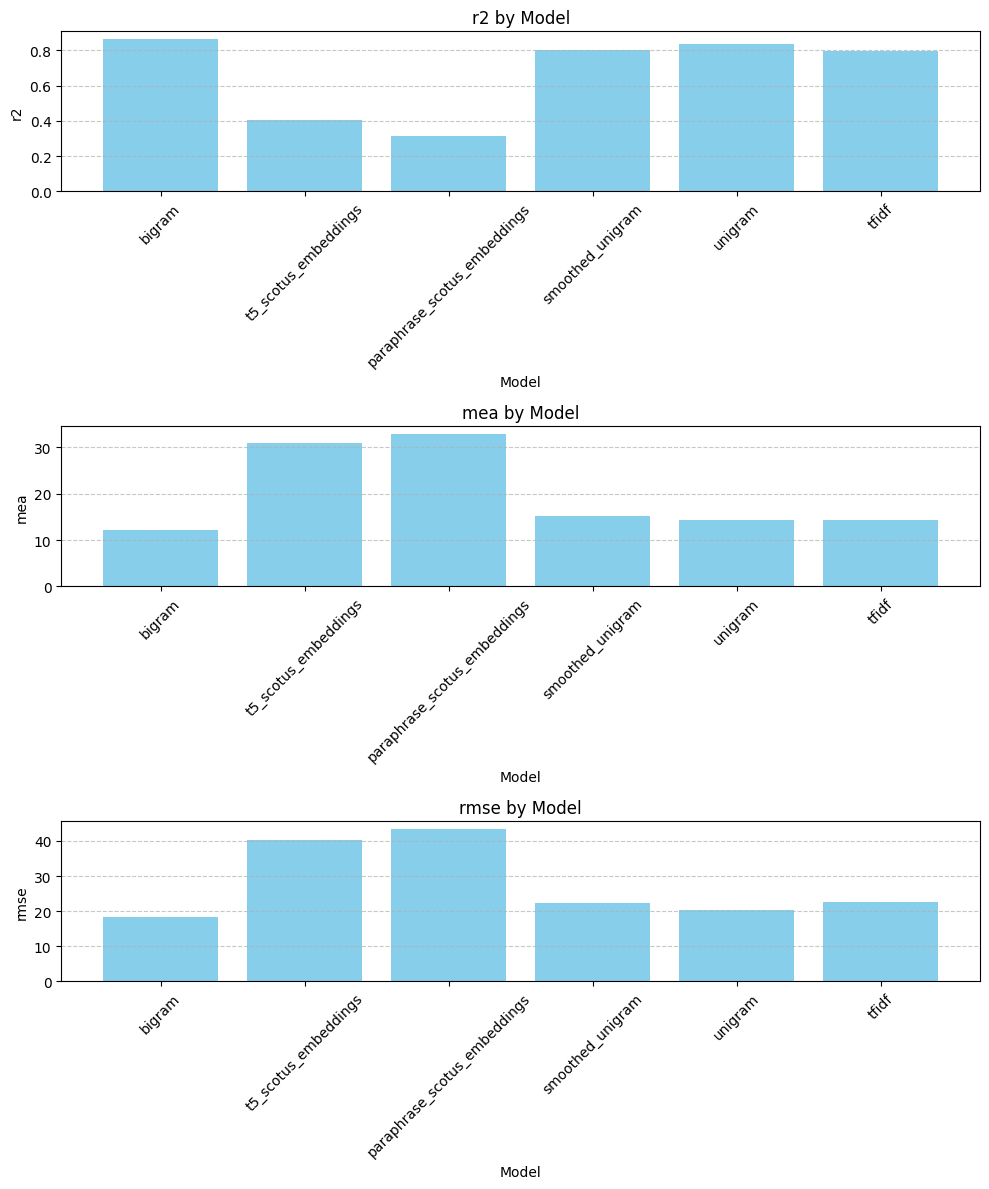 r2 by Model
r2
0.8
0.6
0.4
0.2
0.0
bigram
t5_scotus_embeddings
paraphrase_scotus_embeddings
smoothed_unigram
unigram
tfidf
Model
mea by Model
mea
30
20
10
0
bigram
t5_scotus_embeddings
paraphrase_scotus_embeddings
smoothed_unigram
unigram
tfidf
Model
rmse by Model
rmse
40
30
20
10
0
bigram
t5_scotus_embeddings
paraphrase_scotus_embeddings
smoothed_unigram
unigram
tfidf
Model